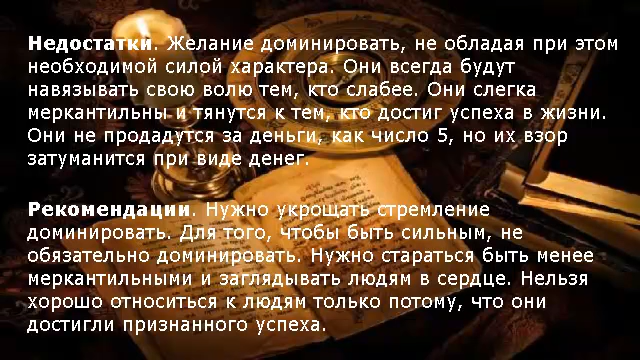 Недостатки. Желание доминировать, не обладая при этом
необходимой силой характера. Они всегда будут
навязывать свою волю тем, кто слабее. Они слегка
меркантильны и тянутся к тем, кто достиг успеха в жизни.
Они не продадутся за деньги, как число 5, но их взор
затуманится при виде денег.
Рекомендации. Нужно укрощать стремление
доминировать. Для того, чтобы быть сильным, не
обязательно доминировать. Нужно стараться быть менее
меркантильными и заглядывать людям в сердце. Нельзя
хорошо относиться к людям только потому, что они
достигли признанного успеха.